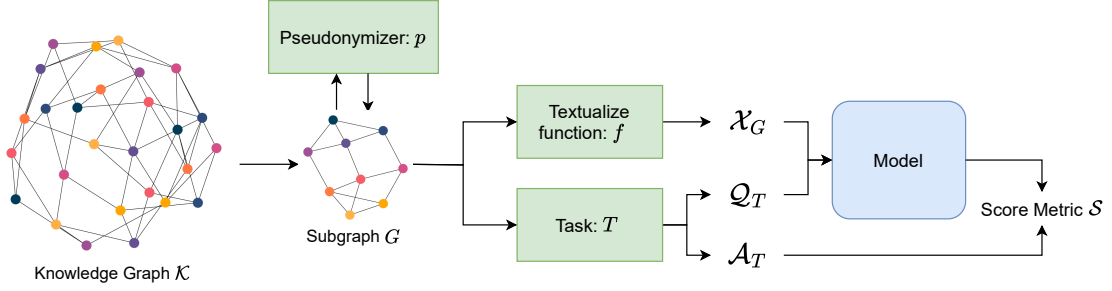 Pseudonymizer: p
Textualize
function: f
𝒳_G
Model
𝒬_T
Score Metric 𝒮
Task: T
Subgraph G
𝒜_T
Knowledge Graph 𝒦